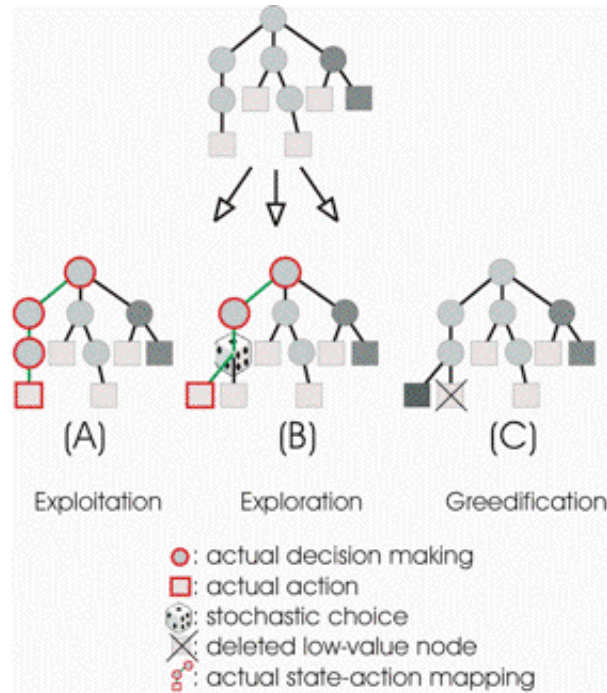 (A)
(B)
(C)
Exploitation
Exploration
Greedification
: actual decision making
: actual action
: stochastic choice
: deleted low-value node
: actual state-action mapping